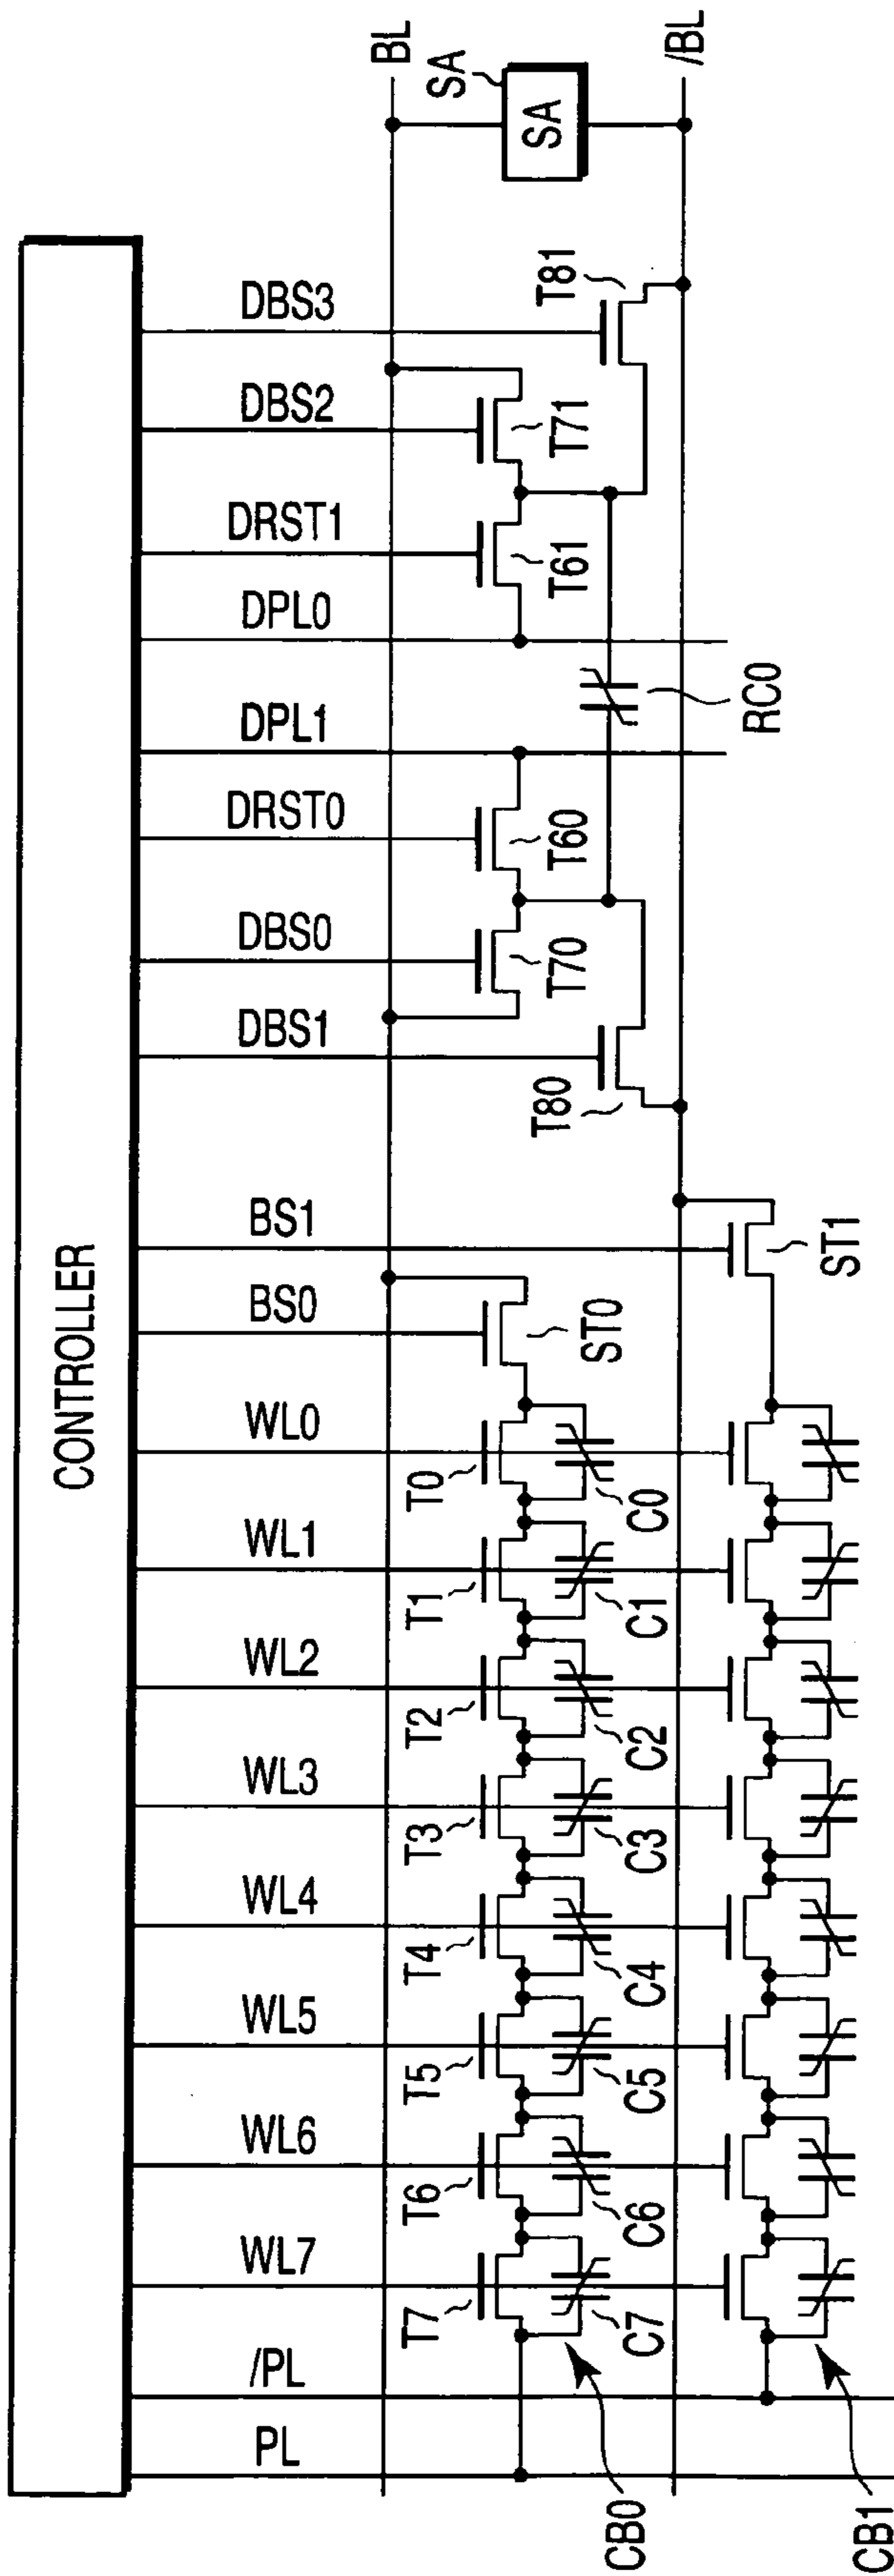 CONTROLLER
PL
/PL
WL7
WL6
WL5
WL4
WL3
WL2
WL1
WL0
BS0
BS1
DBS1
DBS0
DRST0
DPL1
DPL0
DRST1
DBS2
DBS3
BL
SA
SA
/BL
T7
T6
T5
T4
T3
T2
T1
T0
ST0
C7
C6
C5
C4
C3
C2
C1
C0
CB0
T80
T70
T60
T61
T71
T81
RC0
ST1
CB1